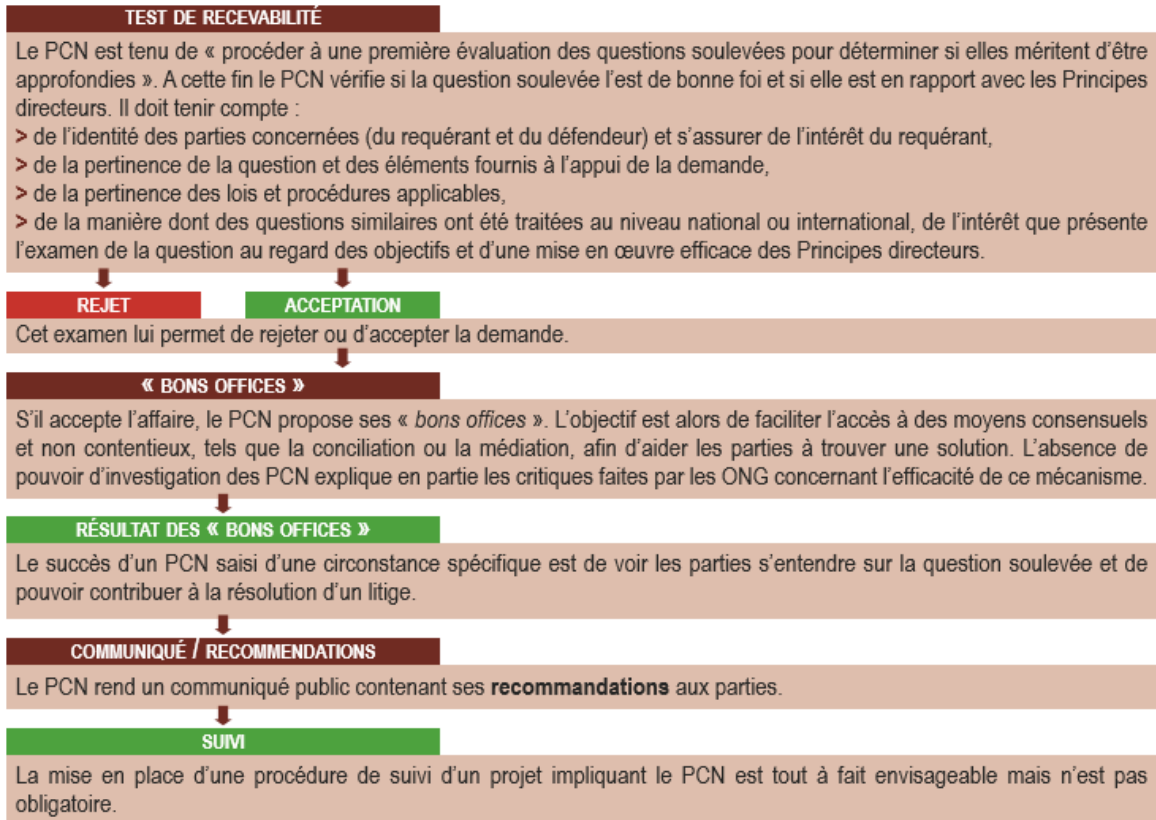 TEST DE RECEVABILITÉ
Le PCN est tenu de « procéder à une première évaluation des questions soulevées pour déterminer si elles méritent d’être
approfondies ». A cette fin le PCN vérifie si la question soulevée l’est de bonne foi et si elle est en rapport avec les Principes
directeurs. Il doit tenir compte :
> de l’identité des parties concernées (du requérant et du défendeur) et s’assurer de l’intérêt du requérant,
> de la pertinence de la question et des éléments fournis à l’appui de la demande,
> de la pertinence des lois et procédures applicables,
> de la manière dont des questions similaires ont été traitées au niveau national ou international, de l’intérêt que présente
l’examen de la question au regard des objectifs et d’une mise en œuvre efficace des Principes directeurs.
REJET
ACCEPTATION
Cet examen lui permet de rejeter ou d’accepter la demande.
« BONS OFFICES »
S’il accepte l’affaire, le PCN propose ses « bons offices ». L’objectif est alors de faciliter l’accès à des moyens consensuels
et non contentieux, tels que la conciliation ou la médiation, afin d’aider les parties à trouver une solution. L’absence de
pouvoir d’investigation des PCN explique en partie les critiques faites par les ONG concernant l’efficacité de ce mécanisme.
RÉSULTAT DES « BONS OFFICES »
Le succès d’un PCN saisi d’une circonstance spécifique est de voir les parties s’entendre sur la question soulevée et de
pouvoir contribuer à la résolution d’un litige.
COMMUNIQUÉ / RECOMMENDATIONS
Le PCN rend un communiqué public contenant ses recommandations aux parties.
SUIVI
La mise en place d’une procédure de suivi d’un projet impliquant le PCN est tout à fait envisageable mais n’est pas
obligatoire.